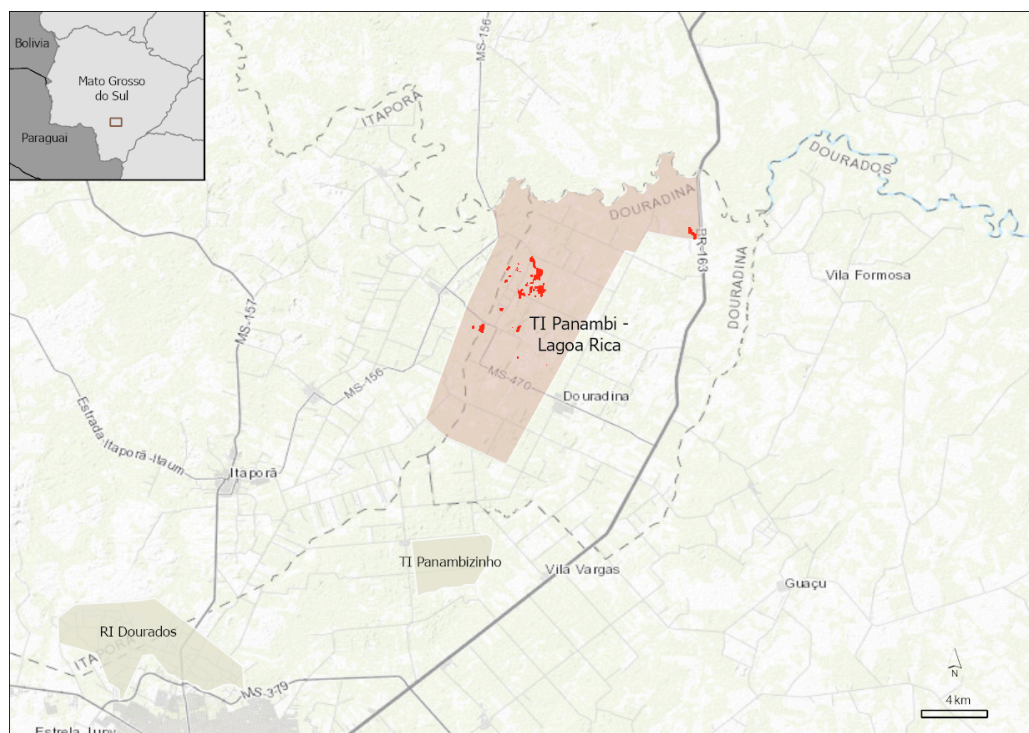 Bolivia
Mato Grosso
do Sul
Paraguai
MS-156
ITAPORÃ
DOURADOS
DOURADINA
BR-163
DOURADINA
Vila Formosa
MS-157
TI Panambi -
Lagoa Rica
MS-156
MS-470
Douradina
Estrada Itaporã-Itaum
Itaporã
TI Panambizinho
Vila Vargas
Guaçu
RI Dourados
ITAPORÃ
MS-379
N
4 km